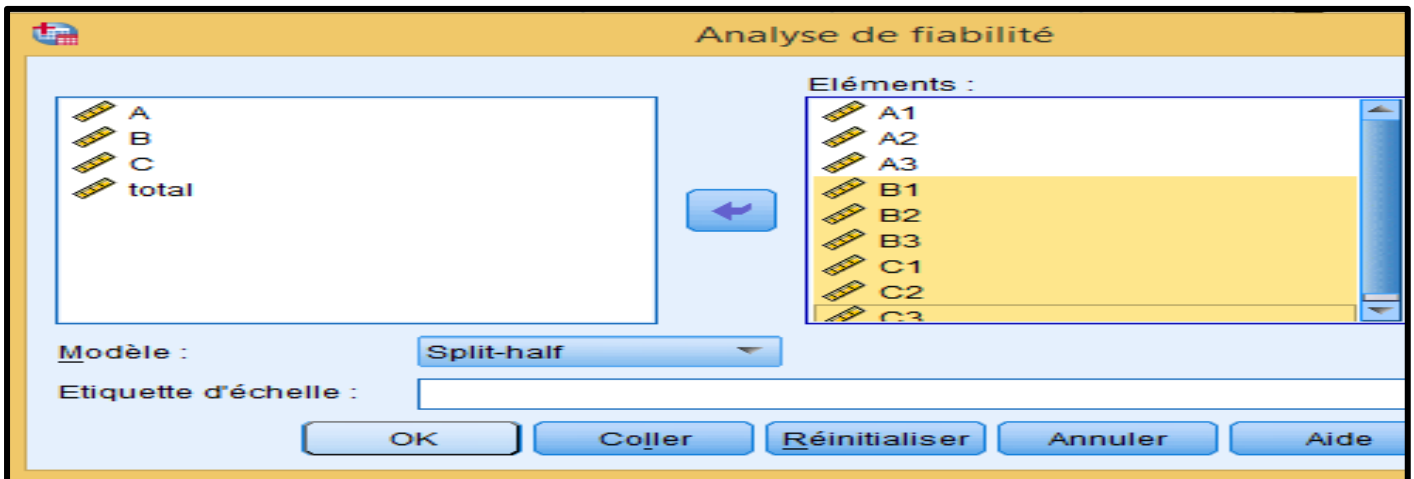 Analyse de fiabilité
Eléments :
A
B
C
total
A1
A2
A3
B1
B2
B3
C1
C2
C3
Modèle :
Split-half
Etiquette d'échelle :
OK
Coller
Réinitialiser
Annuler
Aide